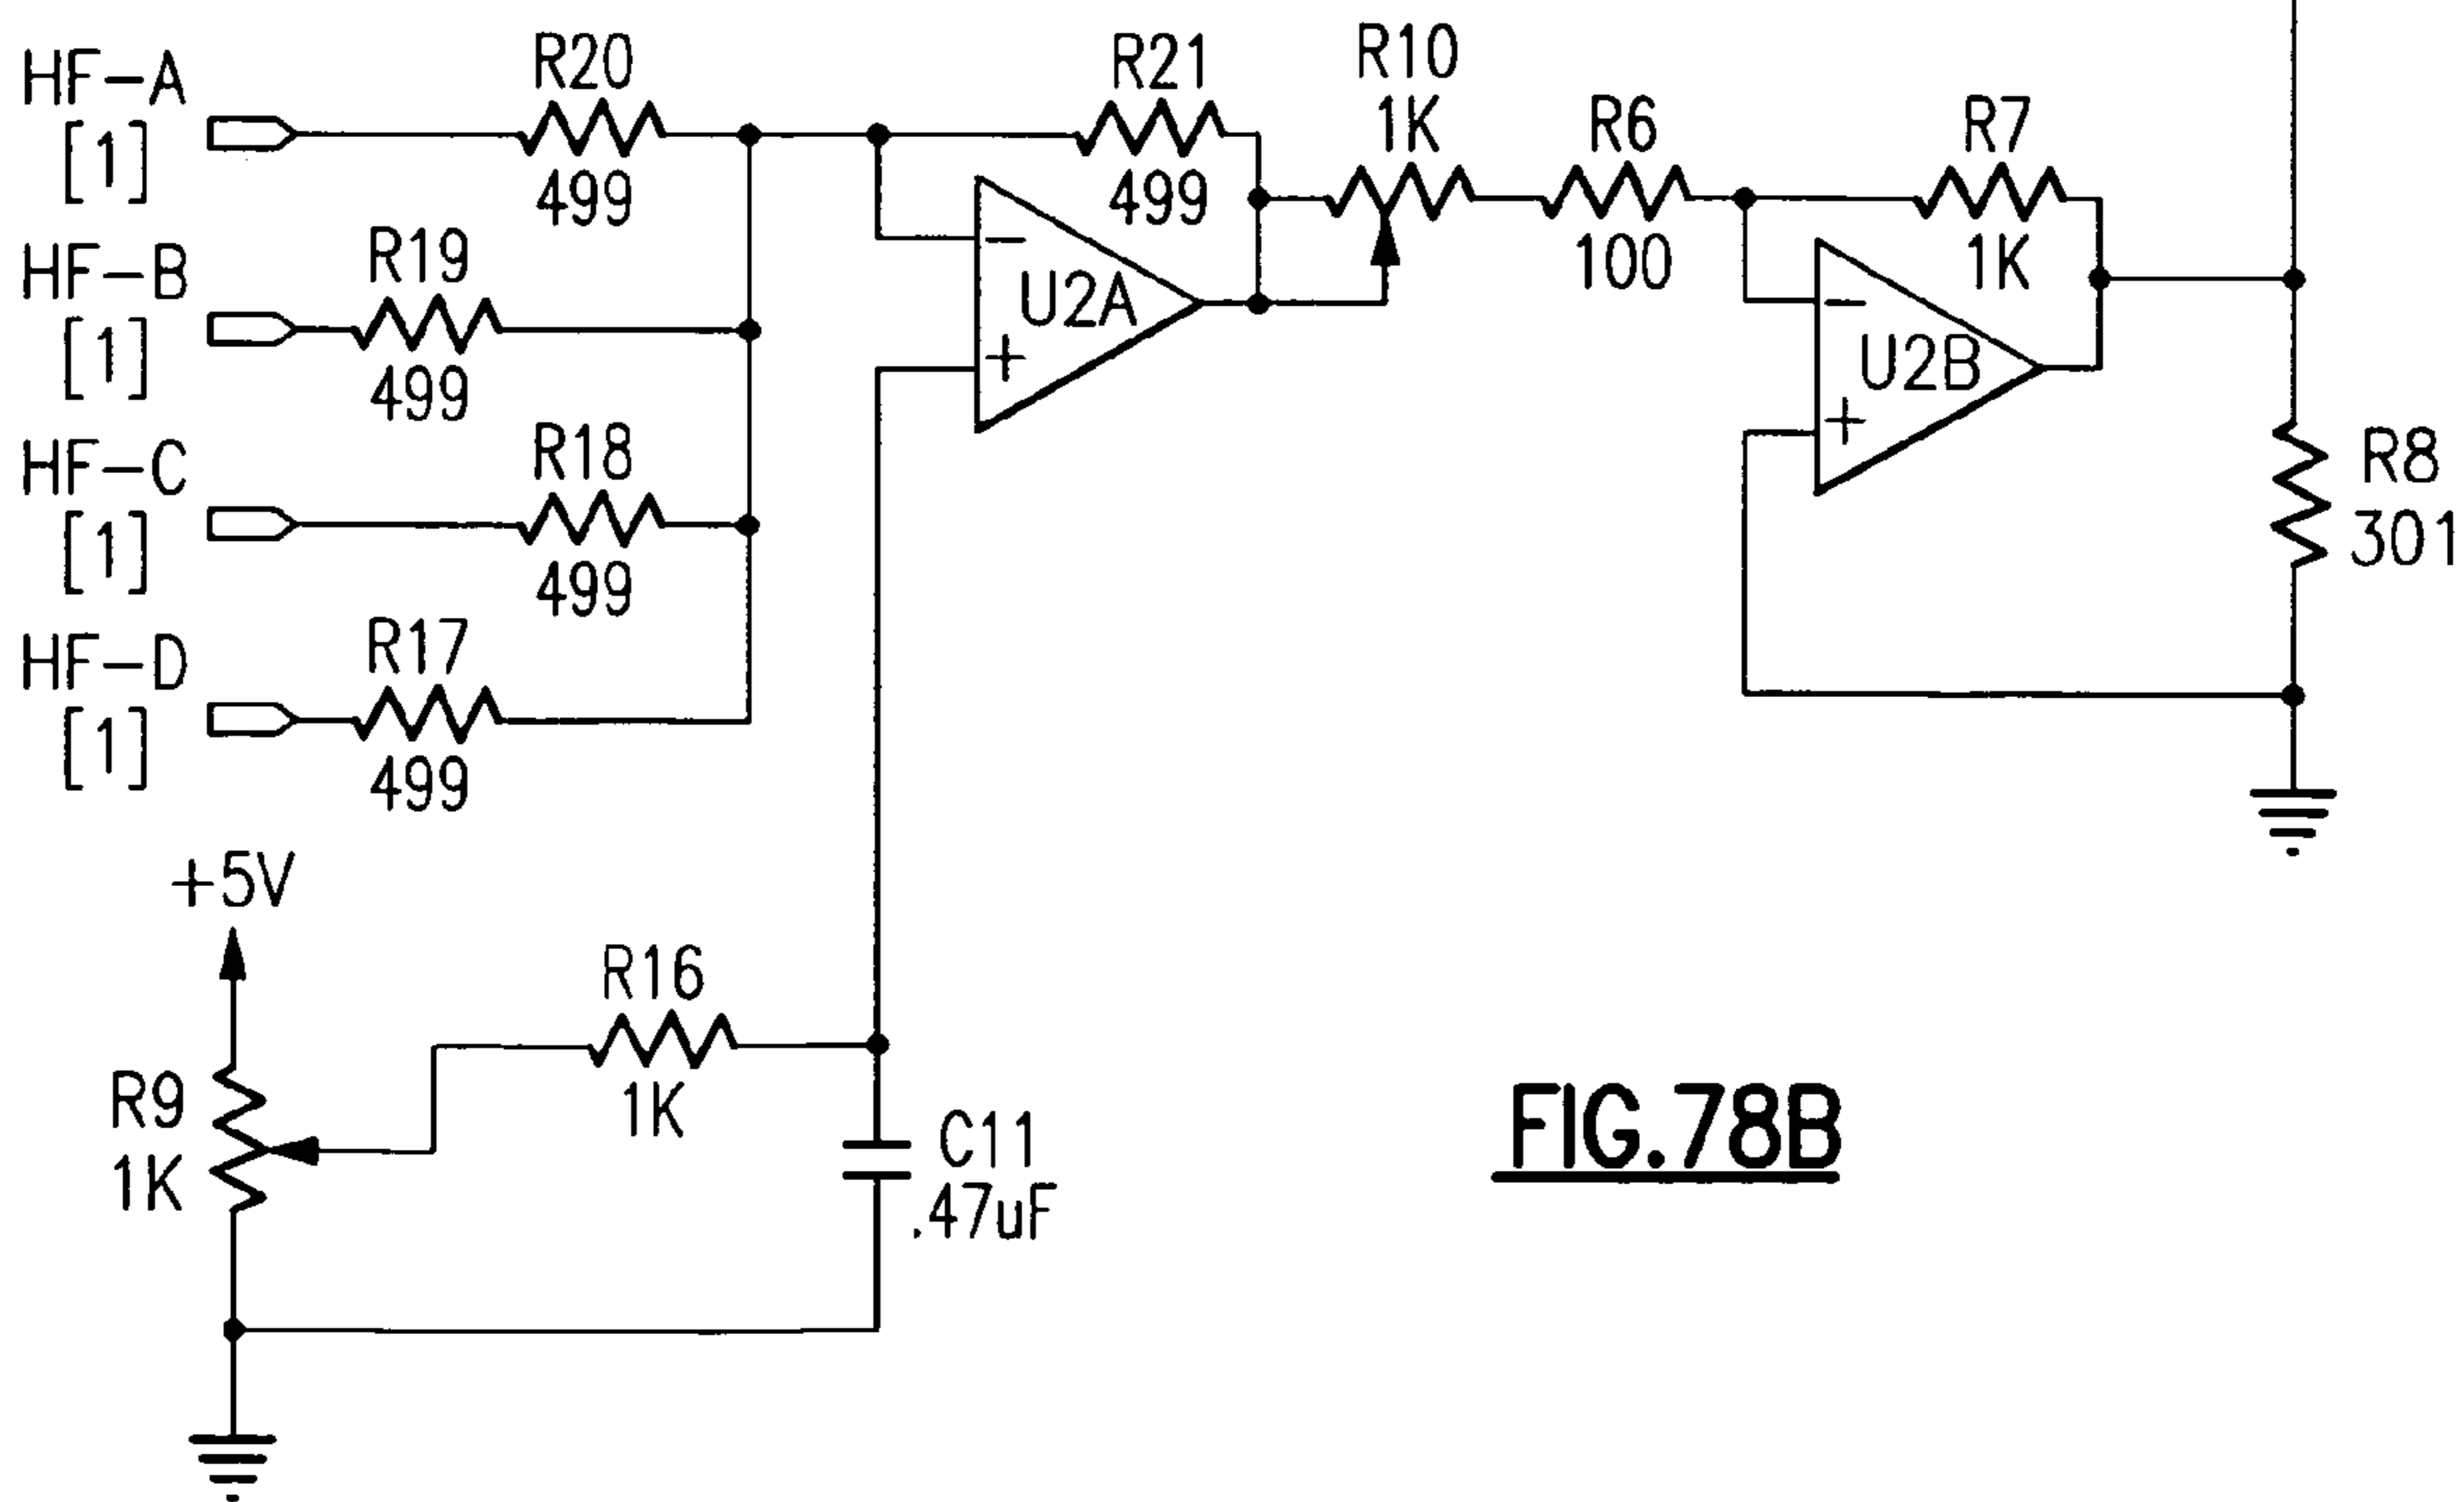 HF-A
[1]
R20
499
HF-B
[1]
R19
499
HF-C
[1]
R18
499
HF-D
[1]
R17
499
R21
499
R10
1K
R6
100
R7
1K
-
+
U2A
-
+
U2B
R8
301
+5V
R9
1K
R16
1K
C11
.47uF
FIG.78B